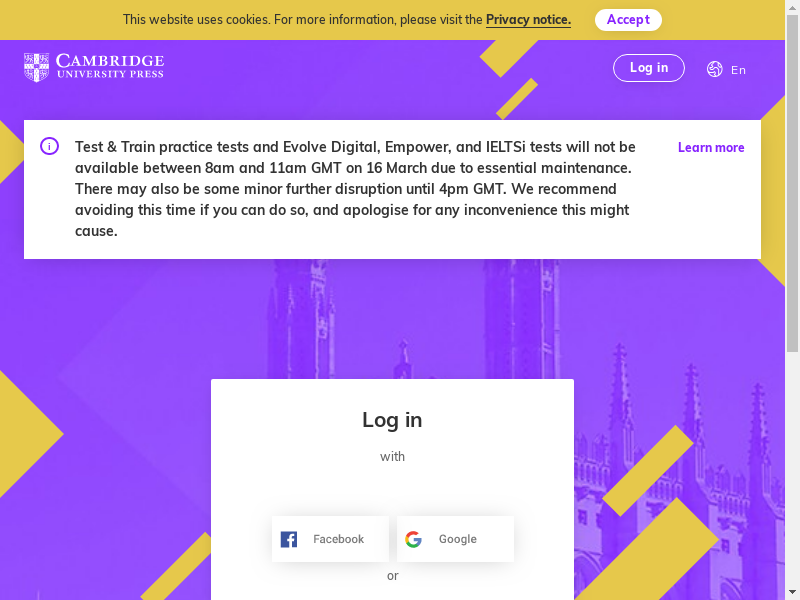 This website uses cookies. For more information, please visit the Privacy notice.
Accept
CAMBRIDGE
UNIVERSITY PRESS
Log in
En
Test & Train practice tests and Evolve Digital, Empower, and IELTSi tests will not be
available between 8am and 11am GMT on 16 March due to essential maintenance.
There may also be some minor further disruption until 4pm GMT. We recommend
avoiding this time if you can do so, and apologise for any inconvenience this might
cause.
Learn more
Log in
with
Facebook
Google
or